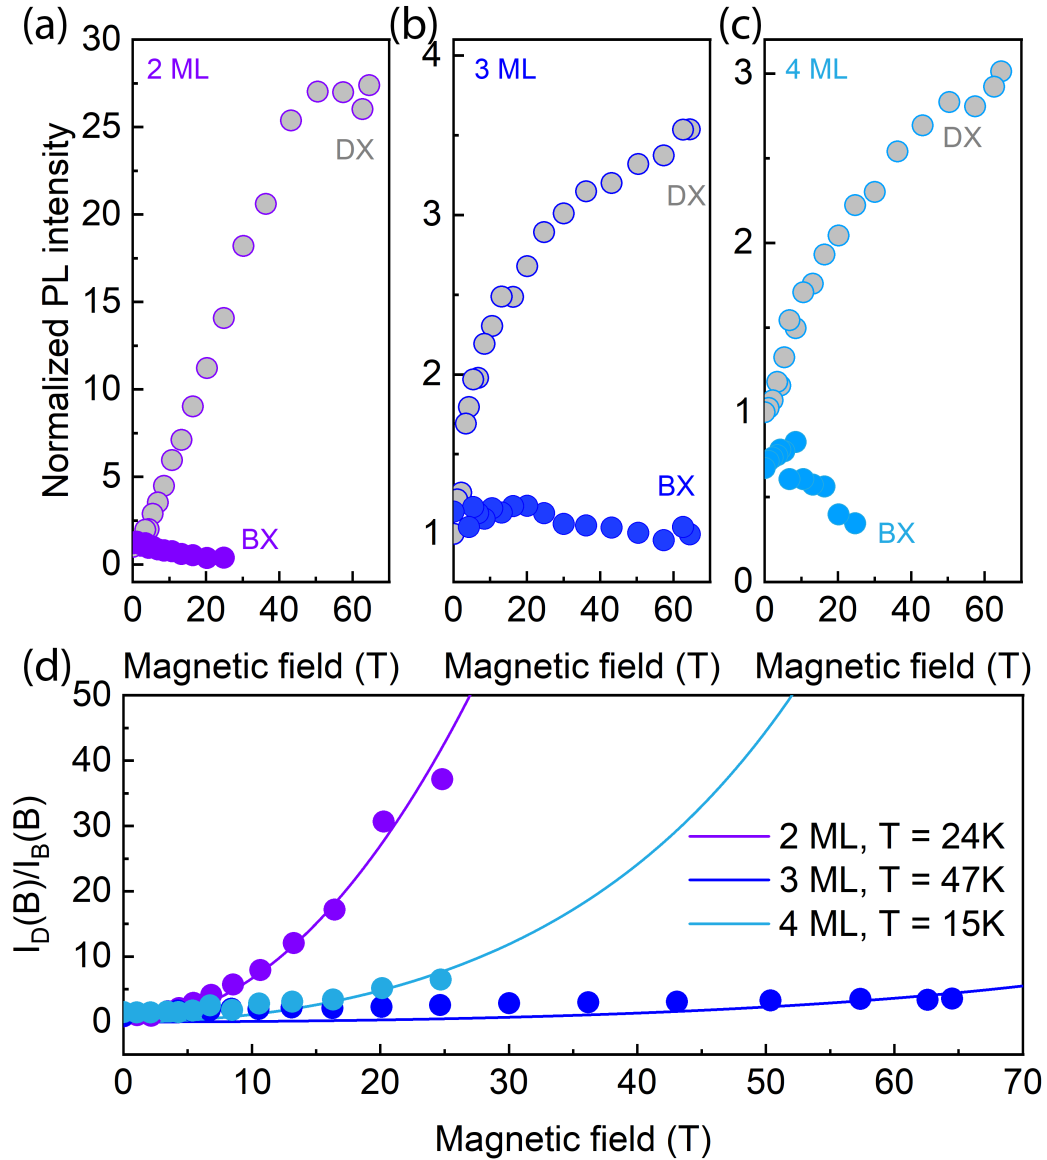 (a)
30
25
20
15
10
5
0
Normalized PL intensity
2 ML
DX
BX
0 20 40 60
Magnetic field (T)
(b)
4
3
2
1
3 ML
DX
BX
0 20 40 60
Magnetic field (T)
(c)
3
2
1
0
4 ML
DX
BX
0 20 40 60
Magnetic field (T)
(d)
50
40
30
20
10
0
I_D(B)/I_B(B)
2 ML, T = 24K
3 ML, T = 47K
4 ML, T = 15K
0 10 20 30 40 50 60 70
Magnetic field (T)